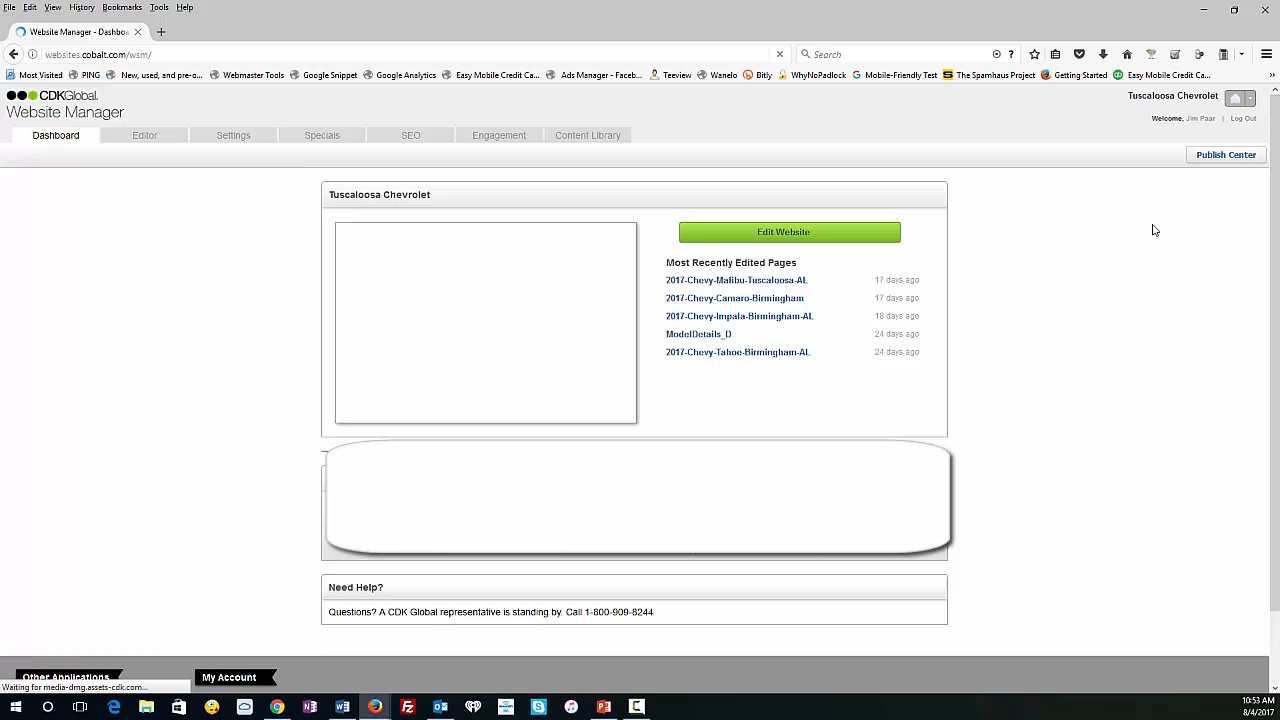 File Edit View History Bookmarks Tools Help
Website Manager - Dashboa
websites.cobalt.com/wsm/
Search
Most Visited PING New, used, and pre-o... Webmaster Tools Google Snippet Google Analytics Easy Mobile Credit Ca... Ads Manager - Faceb... Teeview Wanelo Bitly WhyNoPadlock Mobile-Friendly Test The Spamhaus Project Getting Started Easy Mobile Credit Ca...
CDKGlobal.
Website Manager
Tuscaloosa Chevrolet
Welcome, Jim Paar | Log Out
Dashboard Editor Settings Specials SEO Engagement Content Library
Publish Center
Tuscaloosa Chevrolet
Edit Website
Most Recently Edited Pages
2017-Chevy-Malibu-Tuscaloosa-AL 17 days ago
2017-Chevy-Camaro-Birmingham 17 days ago
2017-Chevy-Impala-Birmingham-AL 18 days ago
ModelDetails_D 24 days ago
2017-Chevy-Tahoe-Birmingham-AL 24 days ago
Need Help?
Questions? A CDK Global representative is standing by. Call 1-800-909-8244
Other Applications My Account
Waiting for media-dmg.assets-cdk.com...
10:53 AM
8/4/2017